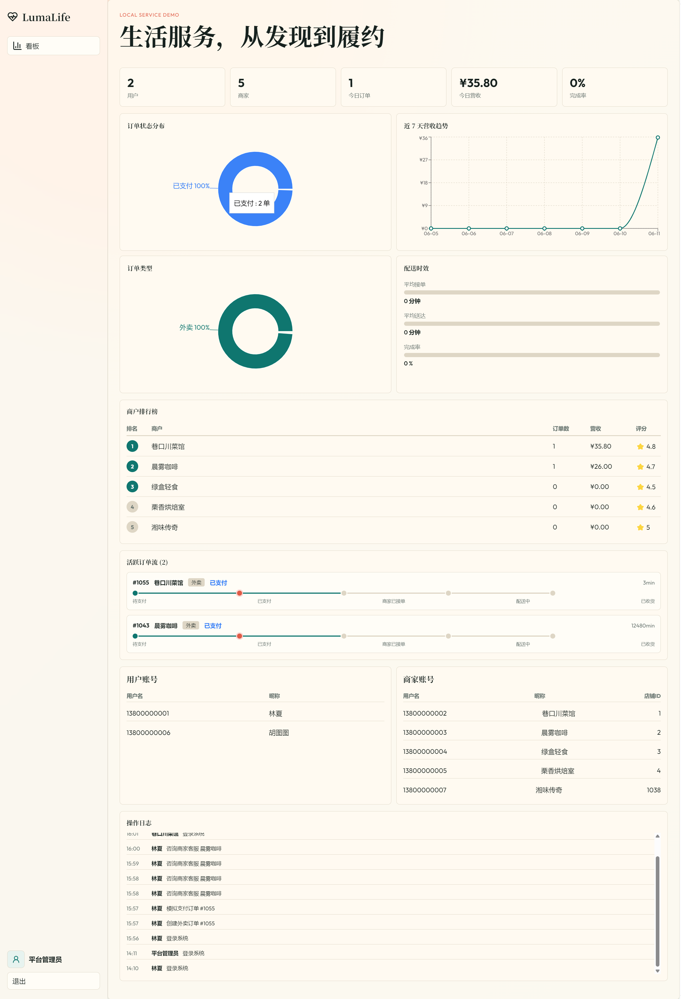 LumaLife
看板
LOCAL SERVICE DEMO
生活服务，从发现到履约
2
用户
5
商家
1
今日订单
¥35.80
今日营收
0%
完成率
订单状态分布
已支付 100%
已支付 : 2 单
近 7 天营收趋势
¥36
¥27
¥18
¥9
¥0
06-05 06-06 06-07 06-08 06-09 06-10 06-11
订单类型
外卖 100%
配送时效
平均接单
0 分钟
平均送达
0 分钟
完成率
0 %
商户排行榜
排名 商户 订单数 营收 评分
1 巷口川菜馆 1 ¥35.80 4.8
2 晨雾咖啡 1 ¥26.00 4.7
3 绿盒轻食 0 ¥0.00 4.5
4 栗香烘焙室 0 ¥0.00 4.6
5 湘味传奇 0 ¥0.00 5
活跃订单流 (2)
#1055 巷口川菜馆 外卖 已支付 3min
待支付 已支付 商家已接单 配送中 已收货
#1043 晨雾咖啡 外卖 已支付 12480min
待支付 已支付 商家已接单 配送中 已收货
用户账号
用户名 昵称
13800000001 林夏
13800000006 胡图图
商家账号
用户名 昵称 店铺ID
13800000002 巷口川菜馆 1
13800000003 晨雾咖啡 2
13800000004 绿盒轻食 3
13800000005 栗香烘焙室 4
13800000007 湘味传奇 1038
操作日志
16:01 巷口川菜馆 登录系统
16:00 林夏 咨询商家客服 晨雾咖啡
15:59 林夏 咨询商家客服 晨雾咖啡
15:58 林夏 咨询商家客服 晨雾咖啡
15:58 林夏 咨询商家客服 晨雾咖啡
15:57 林夏 模拟支付订单 #1055
15:57 林夏 创建外卖订单 #1055
15:56 林夏 登录系统
14:11 平台管理员 登录系统
14:10 林夏 登录系统
平台管理员
退出